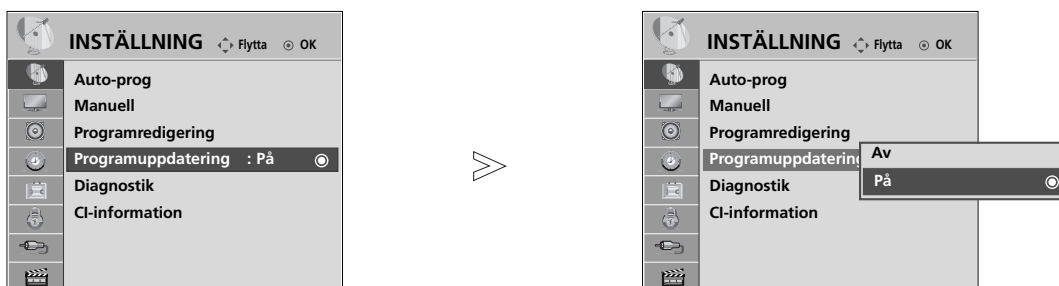 INSTÄLLNING Flytta OK
Auto-prog
Manuell
Programredigering
Programuppdatering : På
Diagnostik
CI-information
INSTÄLLNING Flytta OK
Auto-prog
Manuell
Programredigering
Programuppdatering
Av
På
Diagnostik
CI-information